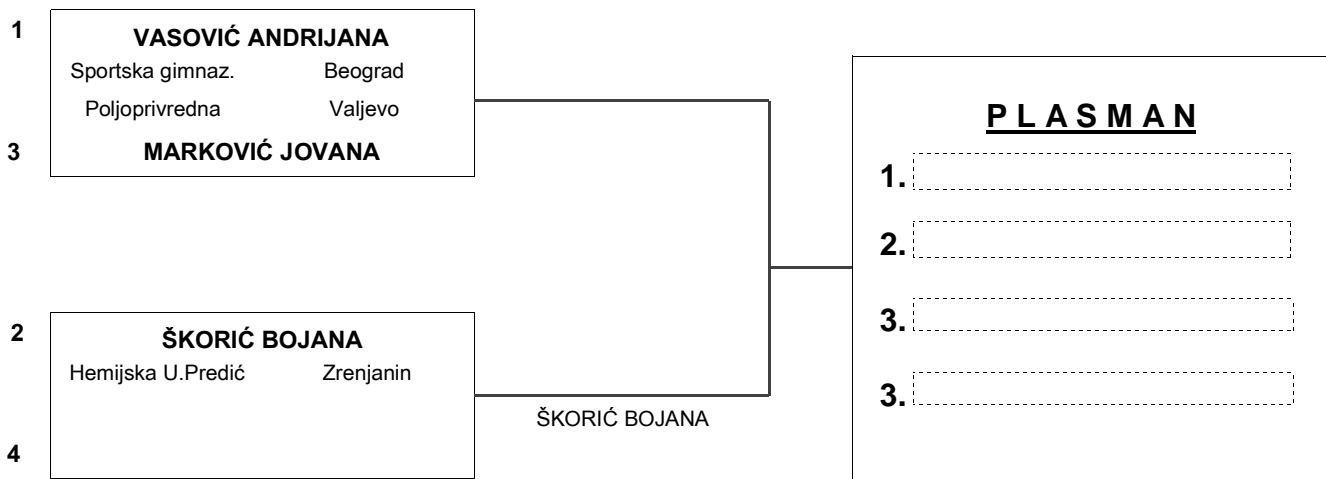 1
VASOVIĆ ANDRIJANA
Sportska gimnaz. Beograd
Poljoprivredna Valjevo
3
MARKOVIĆ JOVANA
2
ŠKORIĆ BOJANA
Hemijska U.Predić Zrenjanin
4
ŠKORIĆ BOJANA
P L A S M A N
1.
2.
3.
3.